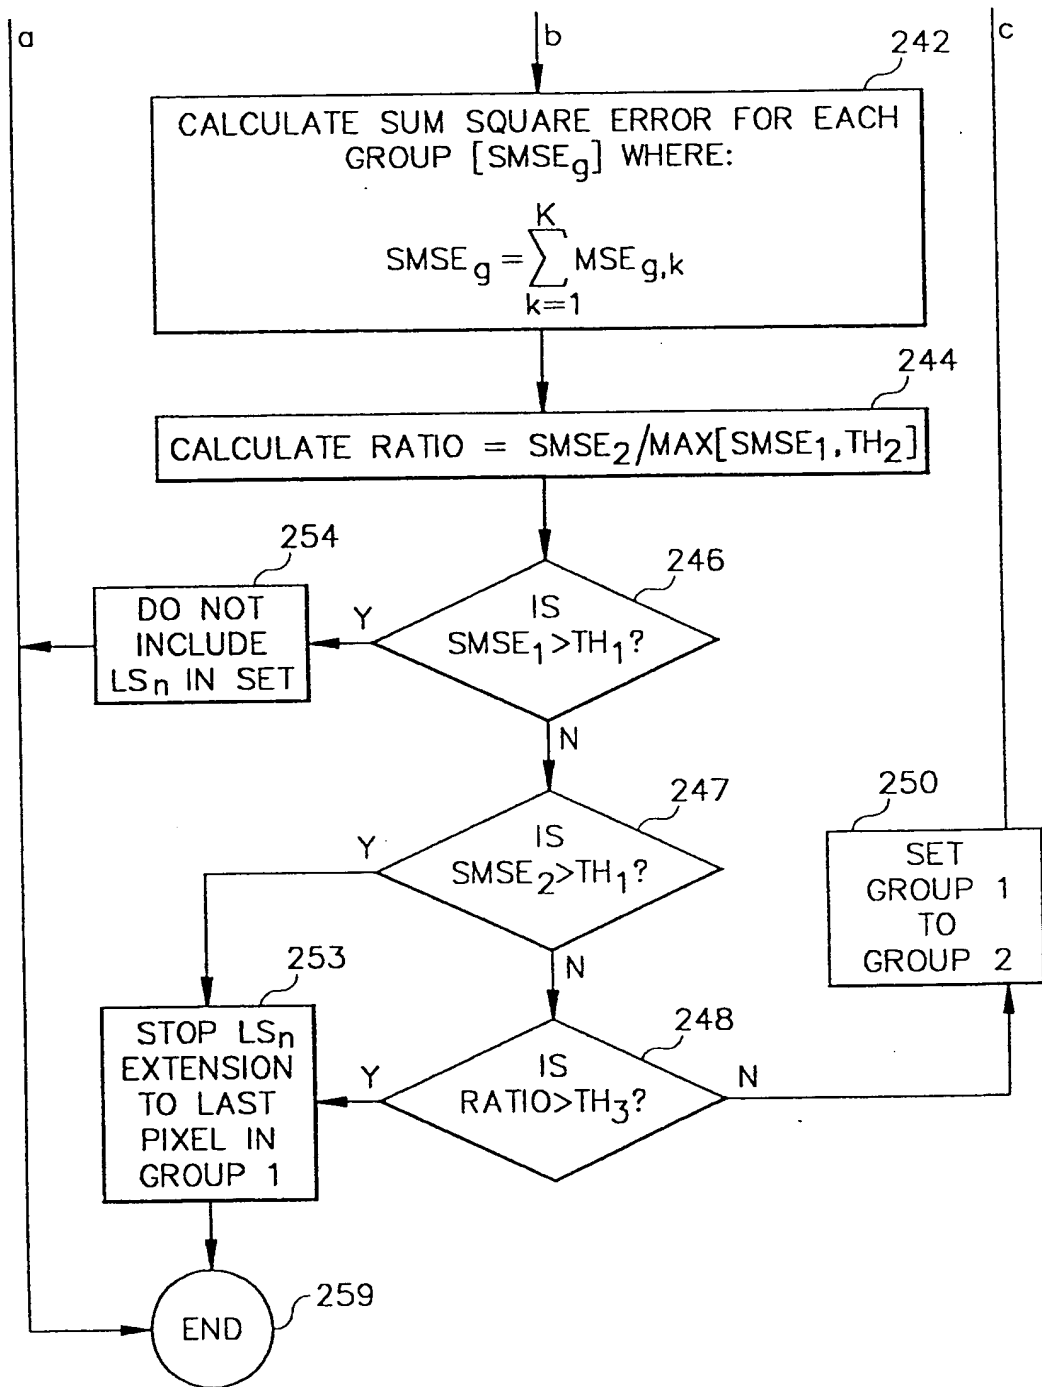 a
b
c
242
CALCULATE SUM SQUARE ERROR FOR EACH
GROUP [SMSEg] WHERE:
K
SMSEg = ∑ MSEg,k
k=1
244
CALCULATE RATIO = SMSE2/MAX[SMSE1,TH2]
254
DO NOT
INCLUDE
LSn IN SET
Y
246
IS
SMSE1>TH1?
N
247
IS
SMSE2>TH1?
Y
N
250
SET
GROUP 1
TO
GROUP 2
253
STOP LSn
EXTENSION
TO LAST
PIXEL IN
GROUP 1
Y
248
IS
RATIO>TH3?
N
END
259